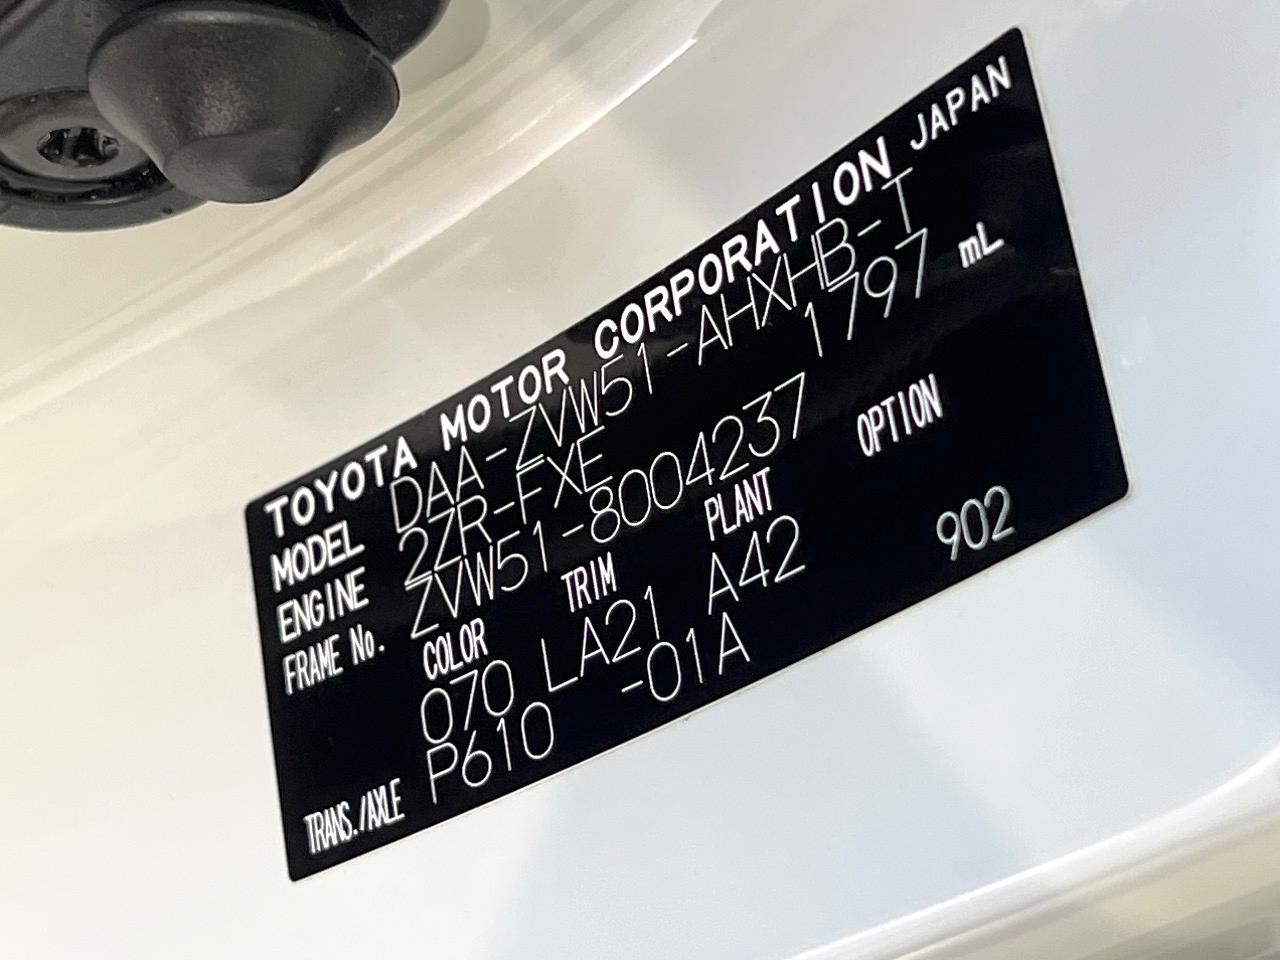 TOYOTA MOTOR CORPORATION JAPAN
MODEL DAA-ZVW51-AHXHB-T
ENGINE 2ZR-FXE 1797 mL
FRAME No. ZVW51-8004237
COLOR TRIM PLANT OPTION
070 LA21 A42 902
TRANS./AXLE P610 -01A